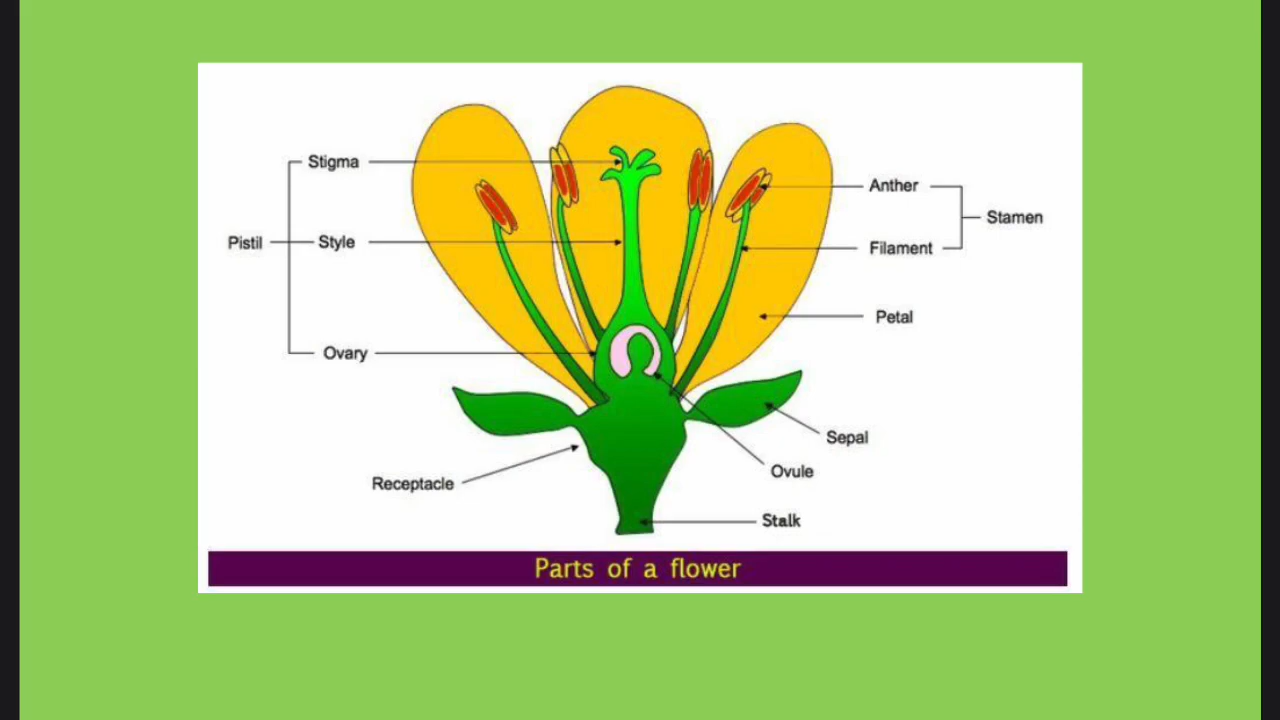 Stigma
Pistil
Style
Ovary
Receptacle
Anther
Stamen
Filament
Petal
Sepal
Ovule
Stalk
Parts of a flower